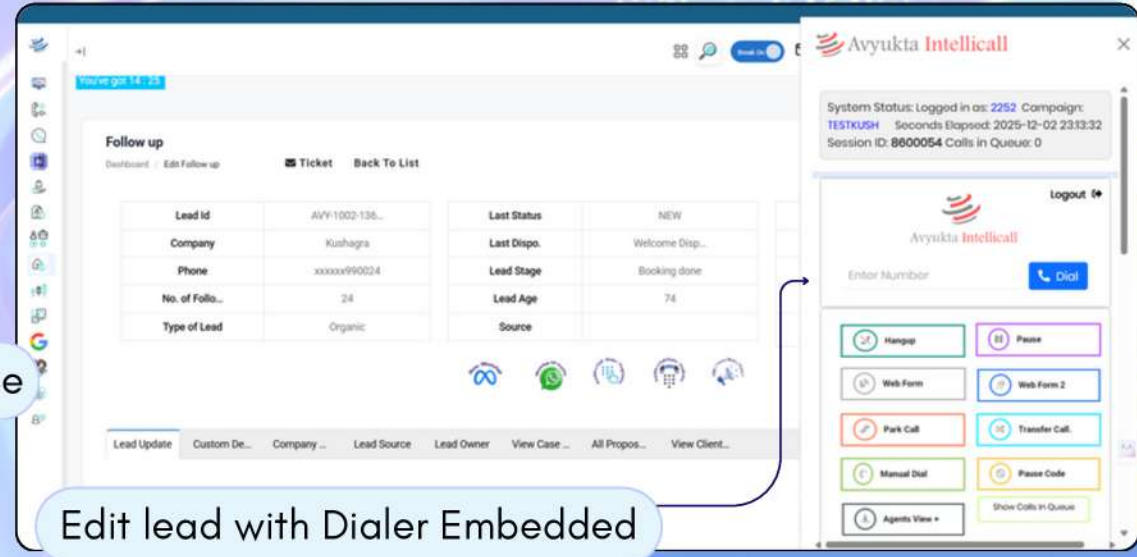 Avyukta Intellicall
Break On
You've got 14 : 25
System Status: Logged in as: 2252 Campaign:
TESTKUSH Seconds Elapsed: 2025-12-02 23:13:32
Session ID: 8600054 Calls in Queue: 0
Follow up
Dashboard / Edit Follow up
Ticket Back To List
Lead Id AVY-1002-136...
Company Kushagra
Phone xxxxxx990024
No. of Follo... 24
Type of Lead Organic
Last Status NEW
Last Dispo. Welcome Disp...
Lead Stage Booking done
Lead Age 74
Source
Logout
Avyukta Intellicall
Enter Number
Dial
Hangup
Pause
Web Form
Web Form 2
Park Call
Transfer Call.
Manual Dial
Pause Code
Agents View +
Show Calls In Queue
Lead Update Custom De... Company ... Lead Source Lead Owner View Case ... All Propos... View Client...
e
Edit lead with Dialer Embedded